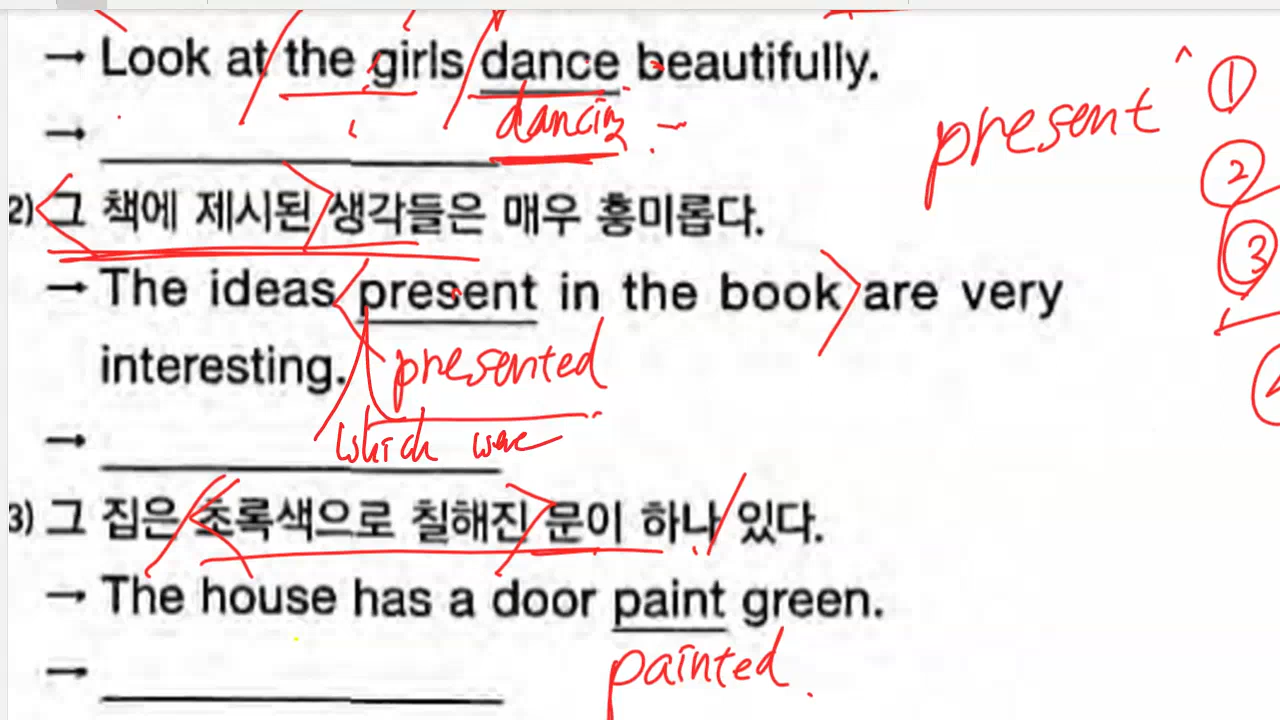 → Look at the girls dance beautifully.
present ①
→ dancing
②
2) 그 책에 제시된 생각들은 매우 흥미롭다.
③
→ The ideas present in the book are very
interesting. presented
→ which were
3) 그 집은 초록색으로 칠해진 문이 하나 있다.
→ The house has a door paint green.
→ painted.